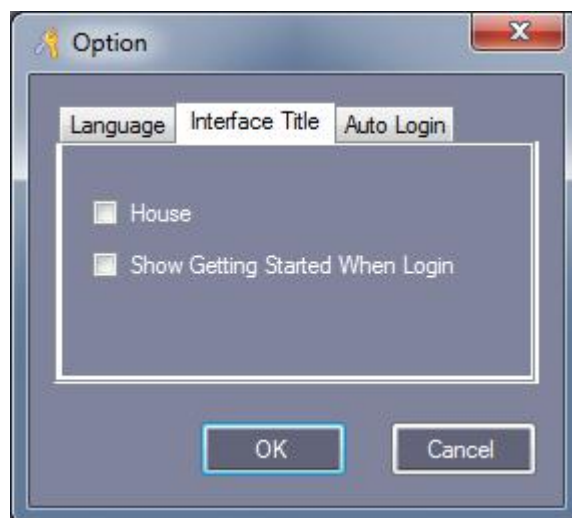 Option
Language Interface Title Auto Login
House
Show Getting Started When Login
OK Cancel